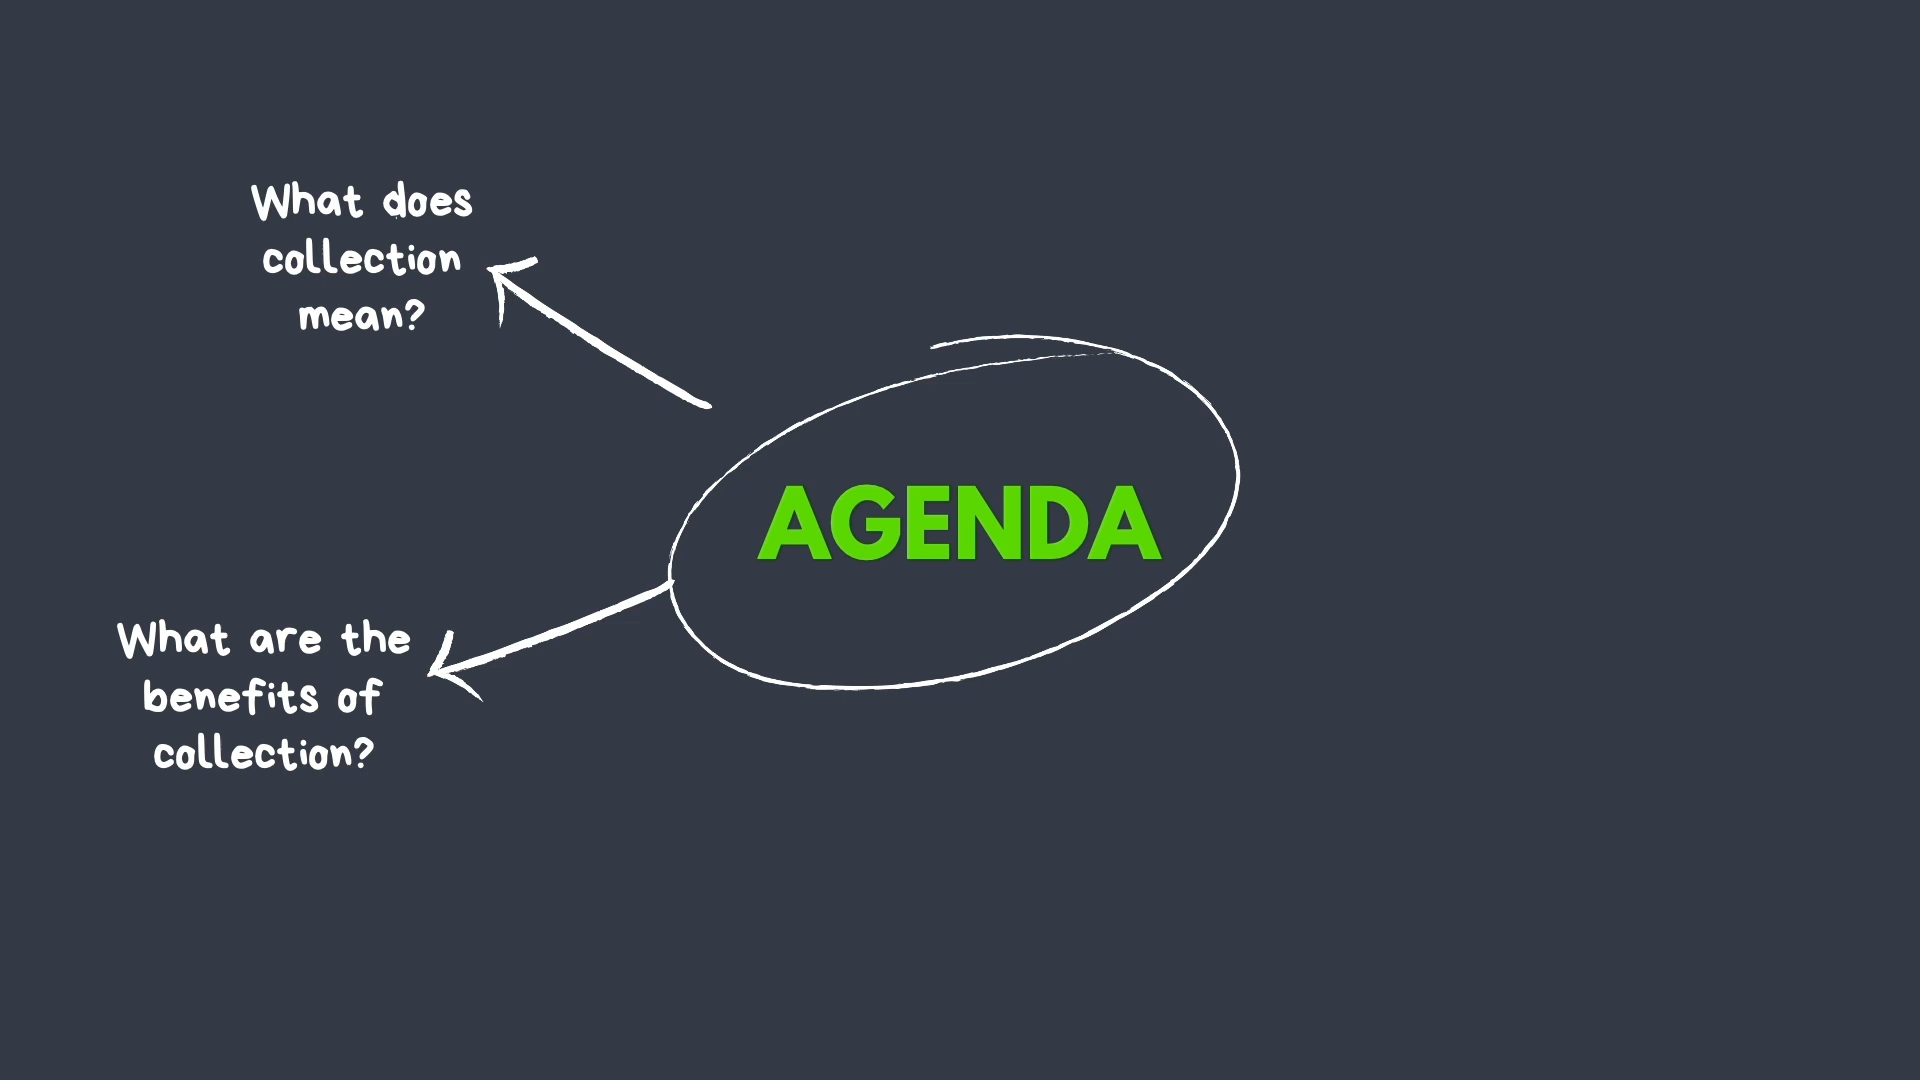 What does
collection
mean?
AGENDA
What are the
benefits of
collection?